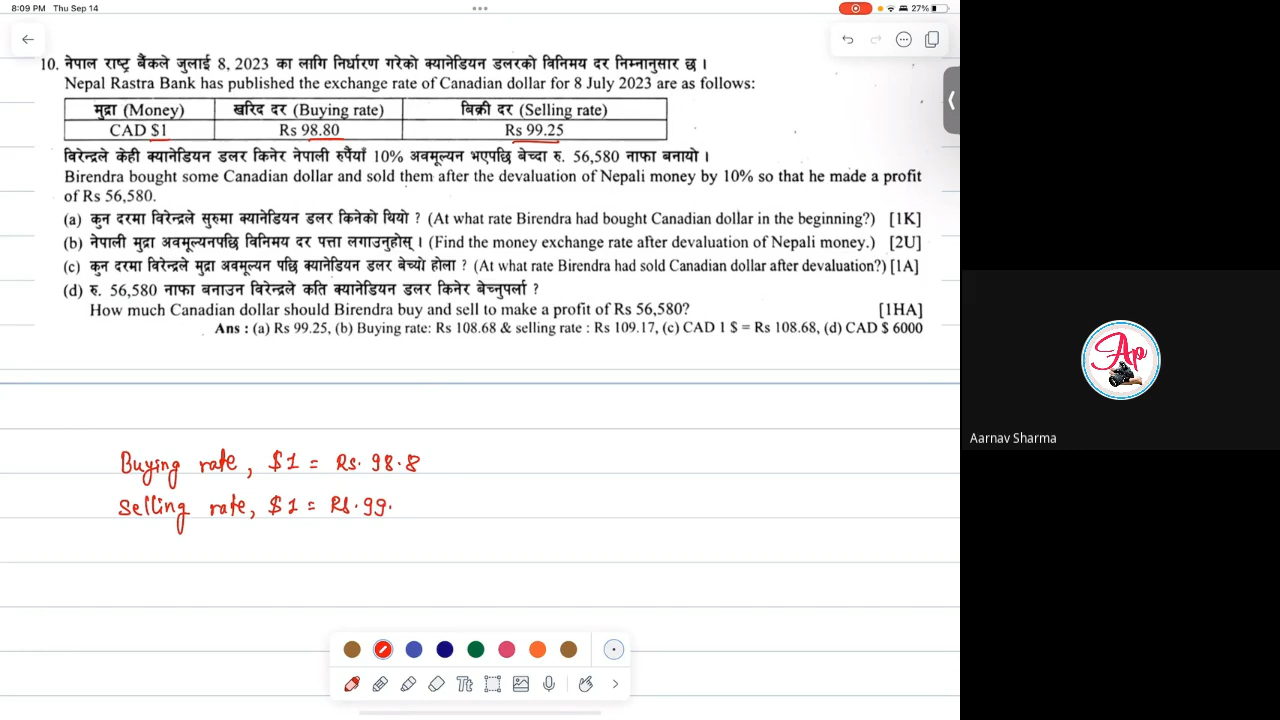 8:09 PM Thu Sep 14
27%
10. नेपाल राष्ट्र बैंकले जुलाई 8, 2023 का लागि निर्धारण गरेको क्यानेडियन डलरको विनिमय दर निम्नानुसार छ ।
Nepal Rastra Bank has published the exchange rate of Canadian dollar for 8 July 2023 are as follows:
मुद्रा (Money) खरिद दर (Buying rate) बिक्री दर (Selling rate)
CAD $1 Rs 98.80 Rs 99.25
विरेन्द्रले केही क्यानेडियन डलर किनेर नेपाली रुपैंयाँ 10% अवमूल्यन भएपछि बेच्दा रु. 56,580 नाफा बनायो ।
Birendra bought some Canadian dollar and sold them after the devaluation of Nepali money by 10% so that he made a profit
of Rs 56,580.
(a) कुन दरमा विरेन्द्रले सुरुमा क्यानेडियन डलर किनेको थियो ? (At what rate Birendra had bought Canadian dollar in the beginning?) [1K]
(b) नेपाली मुद्रा अवमूल्यनपछि विनिमय दर पत्ता लगाउनुहोस् । (Find the money exchange rate after devaluation of Nepali money.) [2U]
(c) कुन दरमा विरेन्द्रले मुद्रा अवमूल्यन पछि क्यानेडियन डलर बेच्यो होला ? (At what rate Birendra had sold Canadian dollar after devaluation?) [1A]
(d) रु. 56,580 नाफा बनाउन विरेन्द्रले कति क्यानेडियन डलर किनेर बेच्नुपर्ला ?
How much Canadian dollar should Birendra buy and sell to make a profit of Rs 56,580? [1HA]
Ans : (a) Rs 99.25, (b) Buying rate: Rs 108.68 & selling rate : Rs 109.17, (c) CAD 1 $ = Rs 108.68, (d) CAD $ 6000
Buying rate, $1 = Rs. 98.8
Selling rate, $1 = Rs. 99.
Tt
Ap
Aarnav Sharma